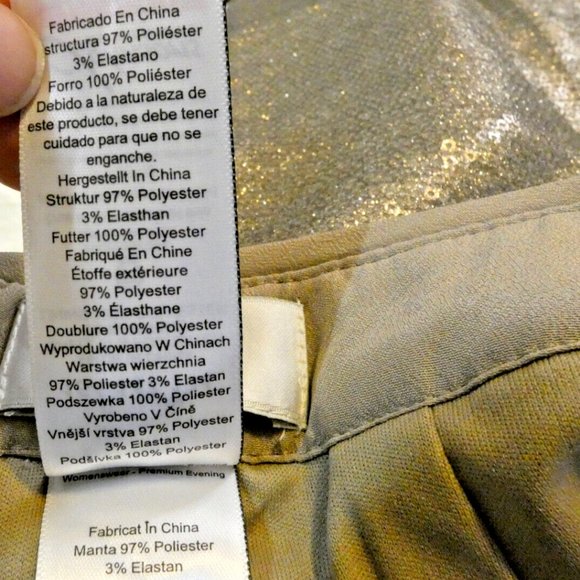 Fabricado En China
structura 97% Poliéster
3% Elastano
Forro 100% Poliéster
Debido a la naturaleza de
este producto, se debe tener
cuidado para que no se
enganche.
Hergestellt In China
Struktur 97% Polyester
3% Elasthan
Futter 100% Polyester
Fabriqué En Chine
Étoffe extérieure
97% Polyester
3% Élasthane
Doublure 100% Polyester
Wyprodukowano W Chinach
Warstwa wierzchnia
97% Poliester 3% Elastan
Podszewka 100% Poliester
Vyrobeno V Číně
Vnější vrstva 97% Polyester
3% Elastan
Podšívka 100% Polyester
Womenswear - Premium Evening
Fabricat În China
Manta 97% Poliester
3% Elastan